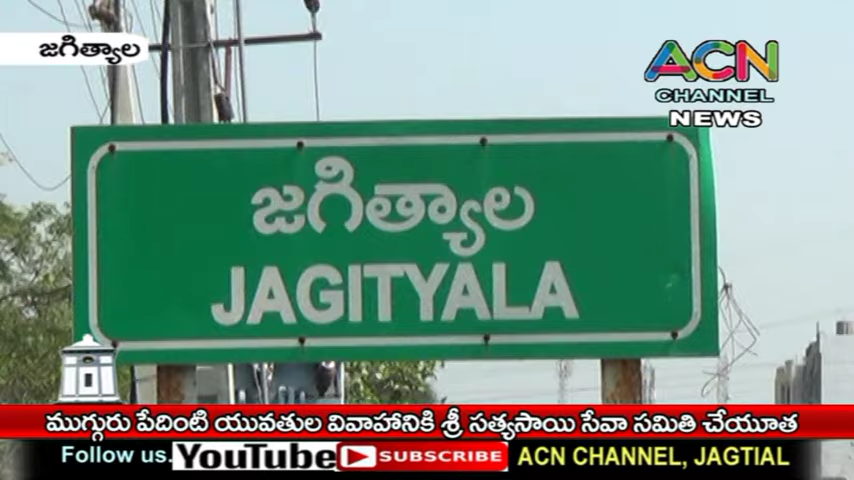 జగిత్యాల
ACN
CHANNEL
NEWS
జగిత్యాల
JAGITYALA
ముగ్గురు పేదింటి యువతుల వివాహానికి శ్రీ సత్యసాయి సేవా సమితి చేయూత
Follow us. YouTube SUBSCRIBE ACN CHANNEL, JAGTIAL